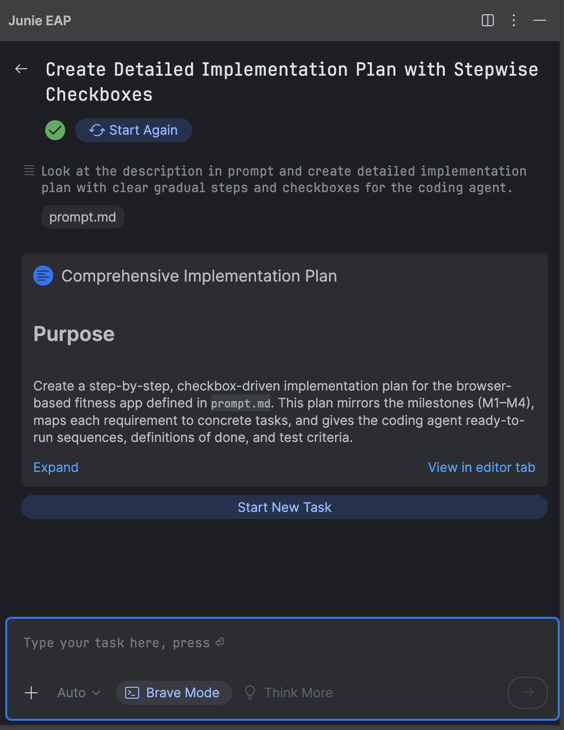 Junie EAP
Create Detailed Implementation Plan with Stepwise
Checkboxes
Start Again
Look at the description in prompt and create detailed implementation
plan with clear gradual steps and checkboxes for the coding agent.
prompt.md
Comprehensive Implementation Plan
Purpose
Create a step-by-step, checkbox-driven implementation plan for the browser-
based fitness app defined in prompt.md. This plan mirrors the milestones (M1–M4),
maps each requirement to concrete tasks, and gives the coding agent ready-to-
run sequences, definitions of done, and test criteria.
Expand View in editor tab
Start New Task
Type your task here, press ⏎
Auto Brave Mode Think More